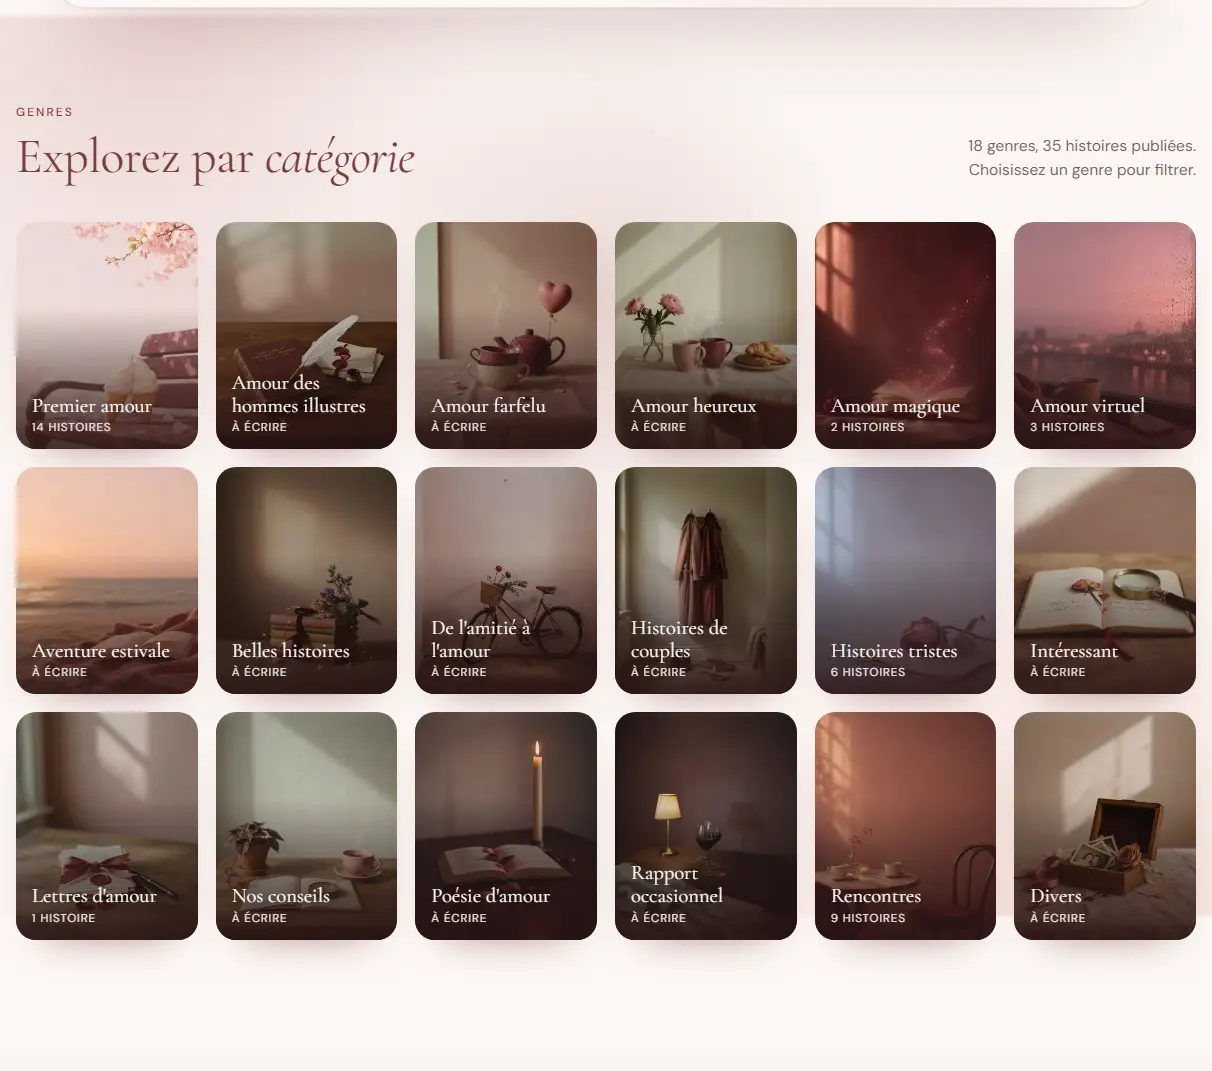 GENRES
Explorez par catégorie
18 genres, 35 histoires publiées.
Choisissez un genre pour filtrer.
Premier amour
14 HISTOIRES
Amour des
hommes illustres
À ÉCRIRE
Amour farfelu
À ÉCRIRE
Amour heureux
À ÉCRIRE
Amour magique
2 HISTOIRES
Amour virtuel
3 HISTOIRES
Aventure estivale
À ÉCRIRE
Belles histoires
À ÉCRIRE
De l'amitié à
l'amour
À ÉCRIRE
Histoires de
couples
À ÉCRIRE
Histoires tristes
6 HISTOIRES
Intéressant
À ÉCRIRE
Lettres d'amour
1 HISTOIRE
Nos conseils
À ÉCRIRE
Poésie d'amour
À ÉCRIRE
Rapport
occasionnel
À ÉCRIRE
Rencontres
9 HISTOIRES
Divers
À ÉCRIRE